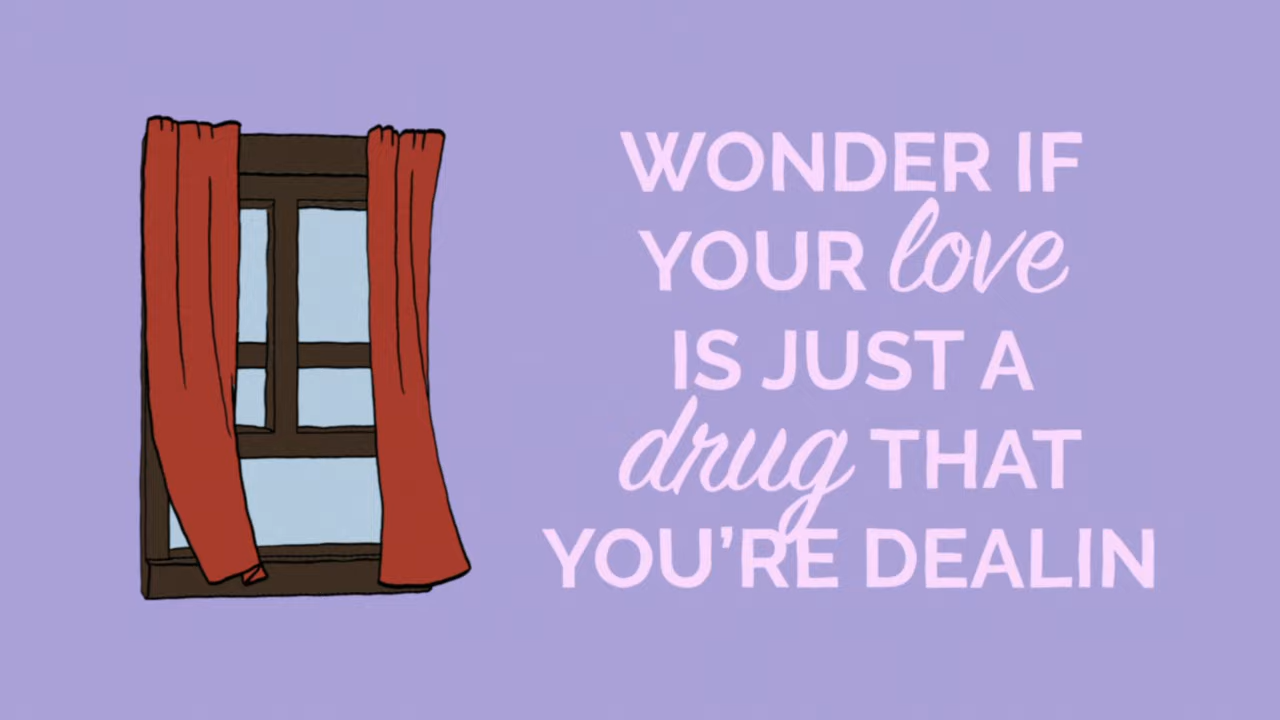 WONDER IF
YOUR love
IS JUST A
drug THAT
YOU'RE DEALIN